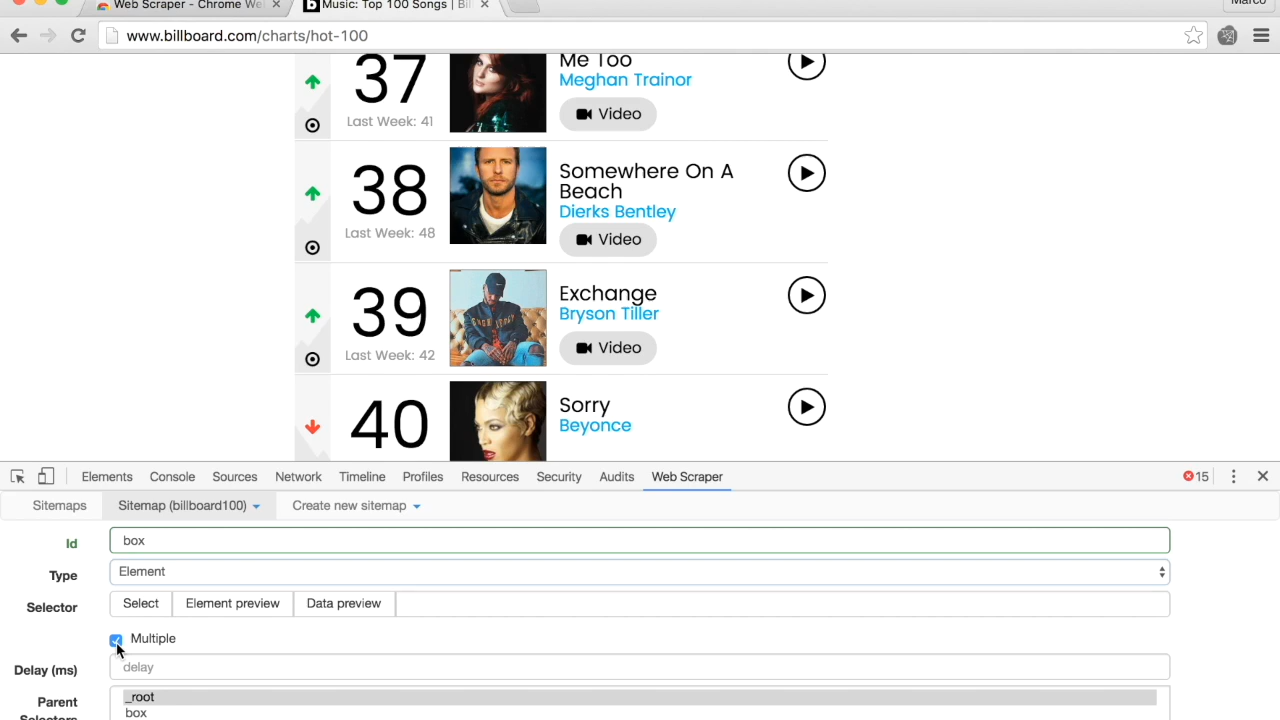 Web Scraper - Chrome We
Music: Top 100 Songs | Bil
Marco
www.billboard.com/charts/hot-100
37
Last Week: 41
Me Too
Meghan Trainor
Video
38
Last Week: 48
Somewhere On A
Beach
Dierks Bentley
Video
39
Last Week: 42
Exchange
Bryson Tiller
Video
40
Sorry
Beyonce
Elements Console Sources Network Timeline Profiles Resources Security Audits Web Scraper 15
Sitemaps Sitemap (billboard100) Create new sitemap
Id box
Type Element
Selector Select Element preview Data preview
Multiple
Delay (ms) delay
Parent _root
Selectors box